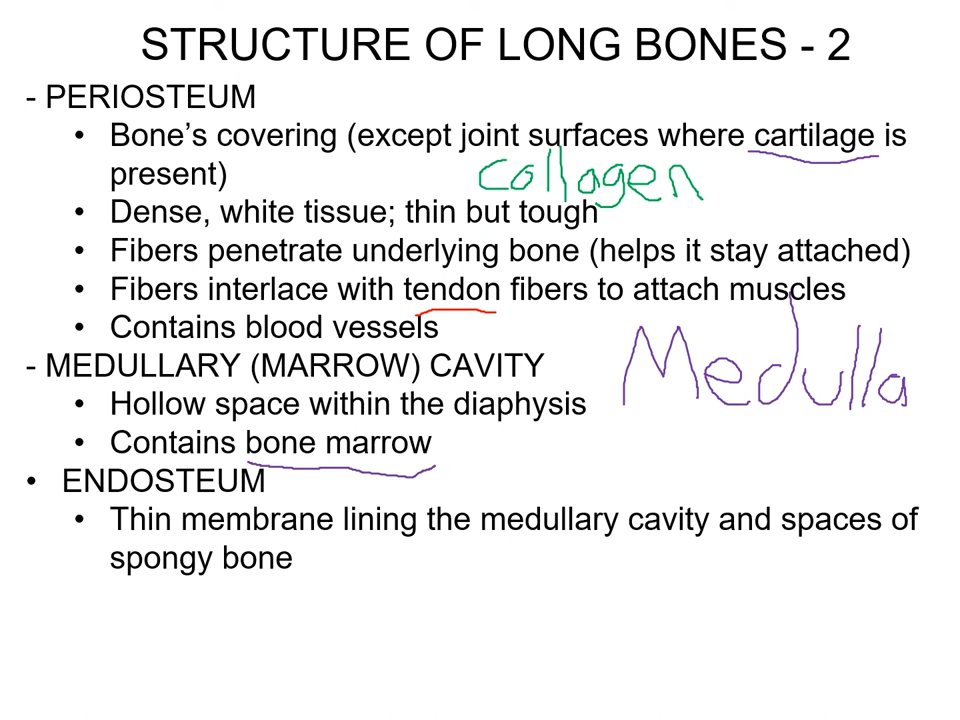 STRUCTURE OF LONG BONES - 2
- PERIOSTEUM
• Bone's covering (except joint surfaces where cartilage is
present)
collagen
• Dense, white tissue; thin but tough
• Fibers penetrate underlying bone (helps it stay attached)
• Fibers interlace with tendon fibers to attach muscles
• Contains blood vessels
- MEDULLARY (MARROW) CAVITY
Medulla
• Hollow space within the diaphysis
• Contains bone marrow
• ENDOSTEUM
• Thin membrane lining the medullary cavity and spaces of
spongy bone